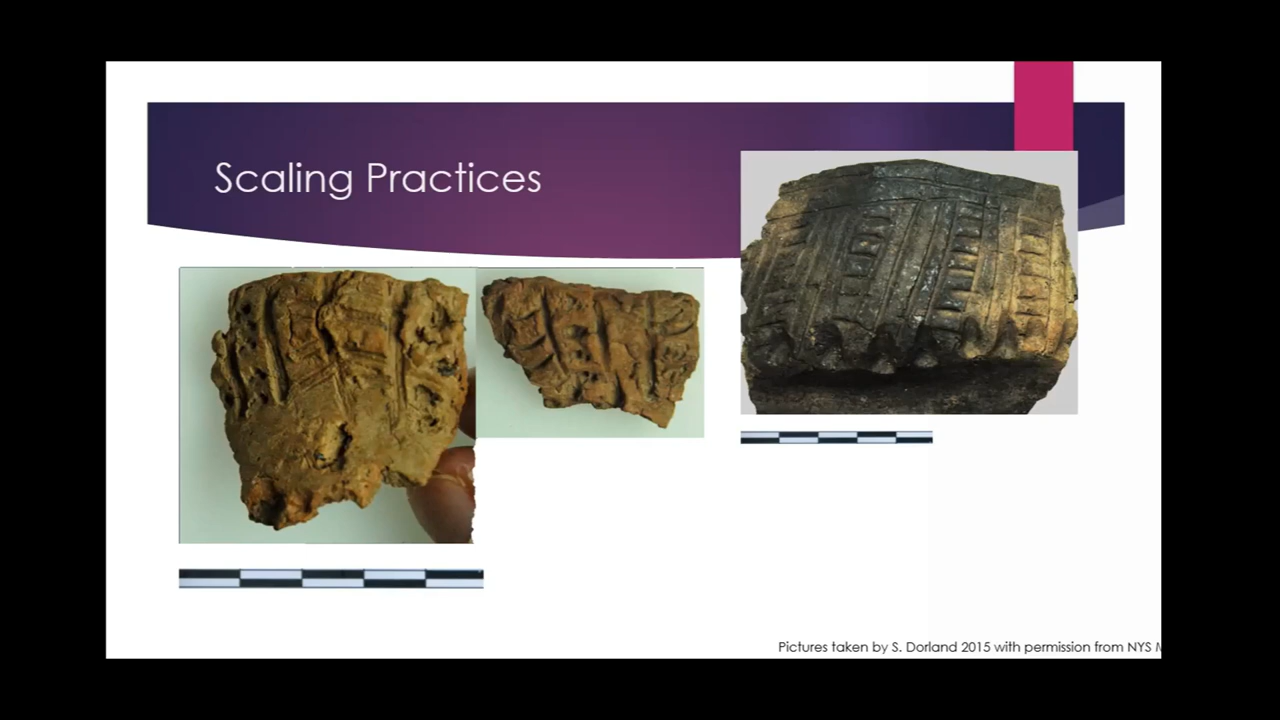 Scaling Practices
Pictures taken by S. Dorland 2015 with permission from NYS